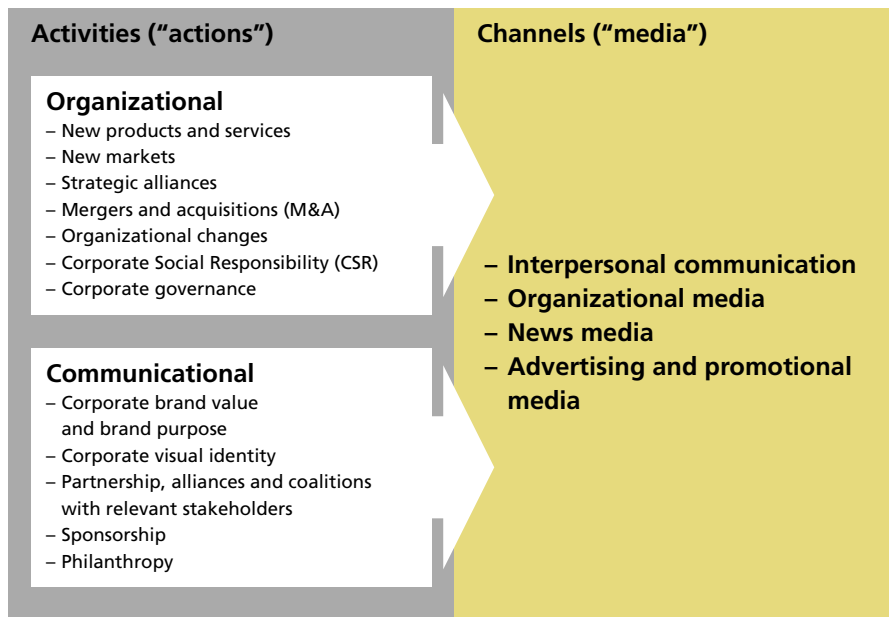 Activities (“actions”)
Channels (“media”)
Organizational
– New products and services
– New markets
– Strategic alliances
– Mergers and acquisitions (M&A)
– Organizational changes
– Corporate Social Responsibility (CSR)
– Corporate governance
Communicational
– Corporate brand value
and brand purpose
– Corporate visual identity
– Partnership, alliances and coalitions
with relevant stakeholders
– Sponsorship
– Philanthropy
– Interpersonal communication
– Organizational media
– News media
– Advertising and promotional
media